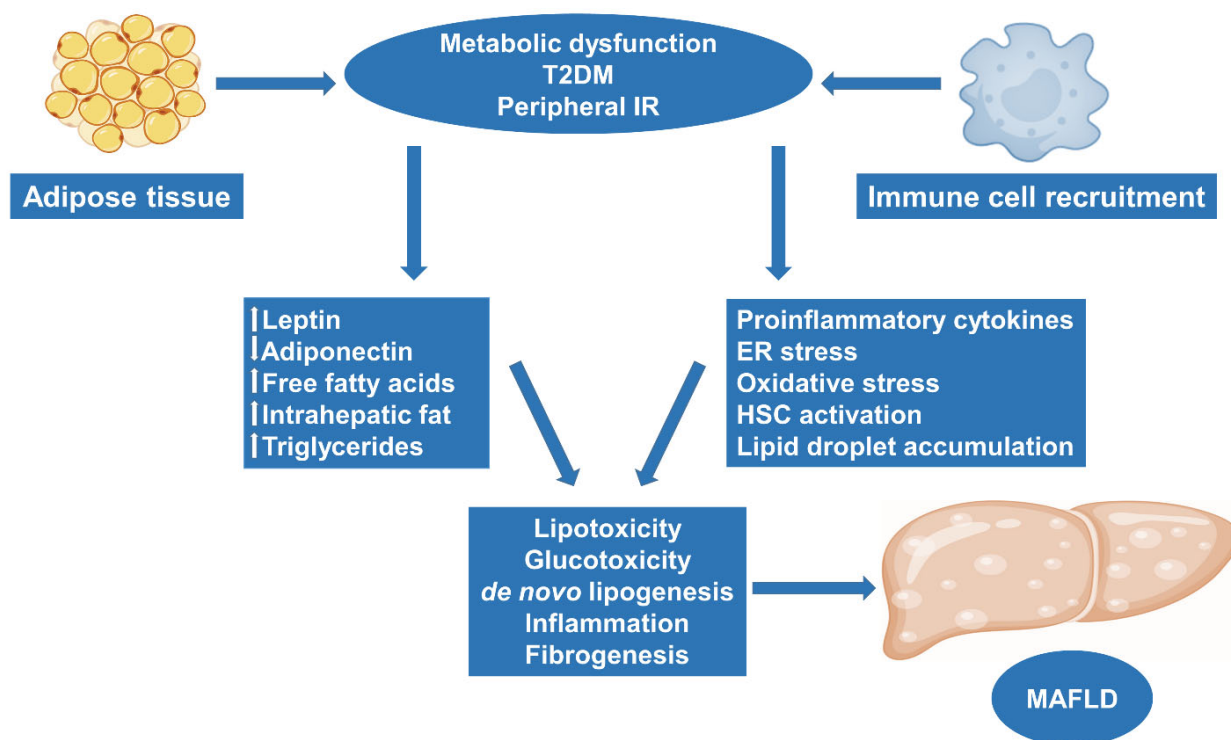 Metabolic dysfunction
T2DM
Peripheral IR
Adipose tissue
Immune cell recruitment
↑Leptin
↓Adiponectin
↑Free fatty acids
↑Intrahepatic fat
↑Triglycerides
Proinflammatory cytokines
ER stress
Oxidative stress
HSC activation
Lipid droplet accumulation
Lipotoxicity
Glucotoxicity
de novo lipogenesis
Inflammation
Fibrogenesis
MAFLD